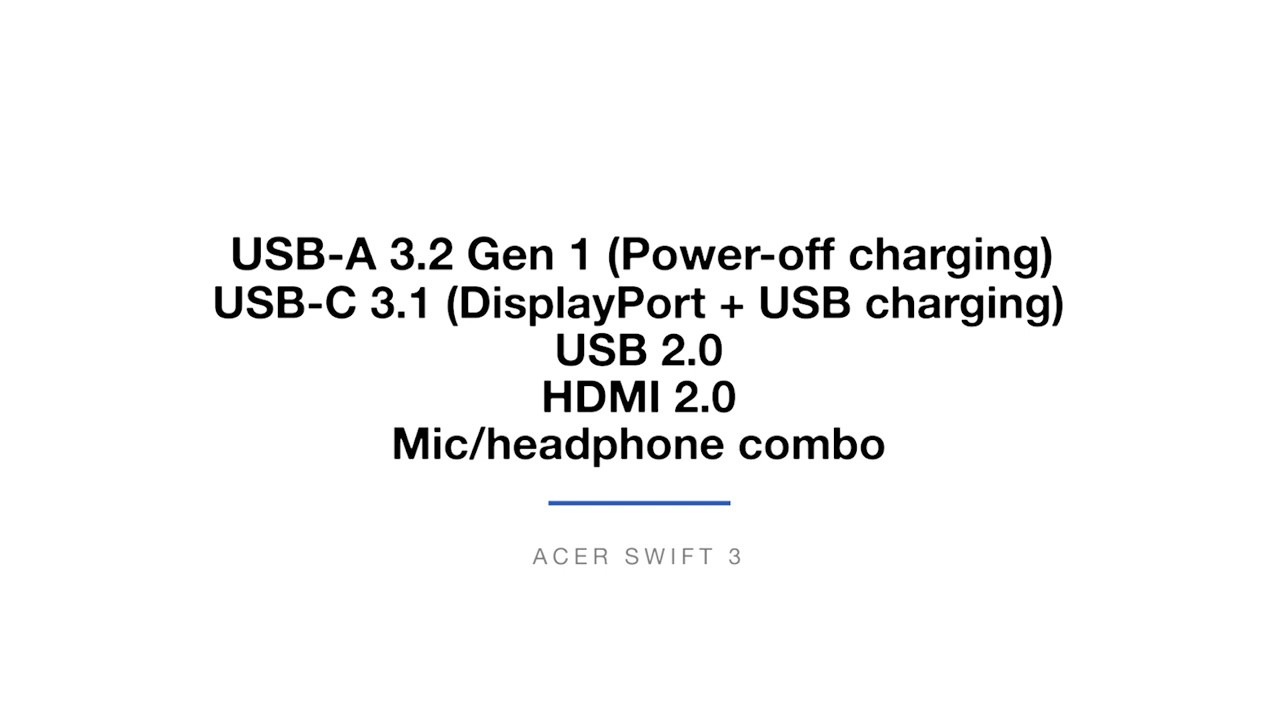 USB-A 3.2 Gen 1 (Power-off charging)
USB-C 3.1 (DisplayPort + USB charging)
USB 2.0
HDMI 2.0
Mic/headphone combo
ACER SWIFT 3